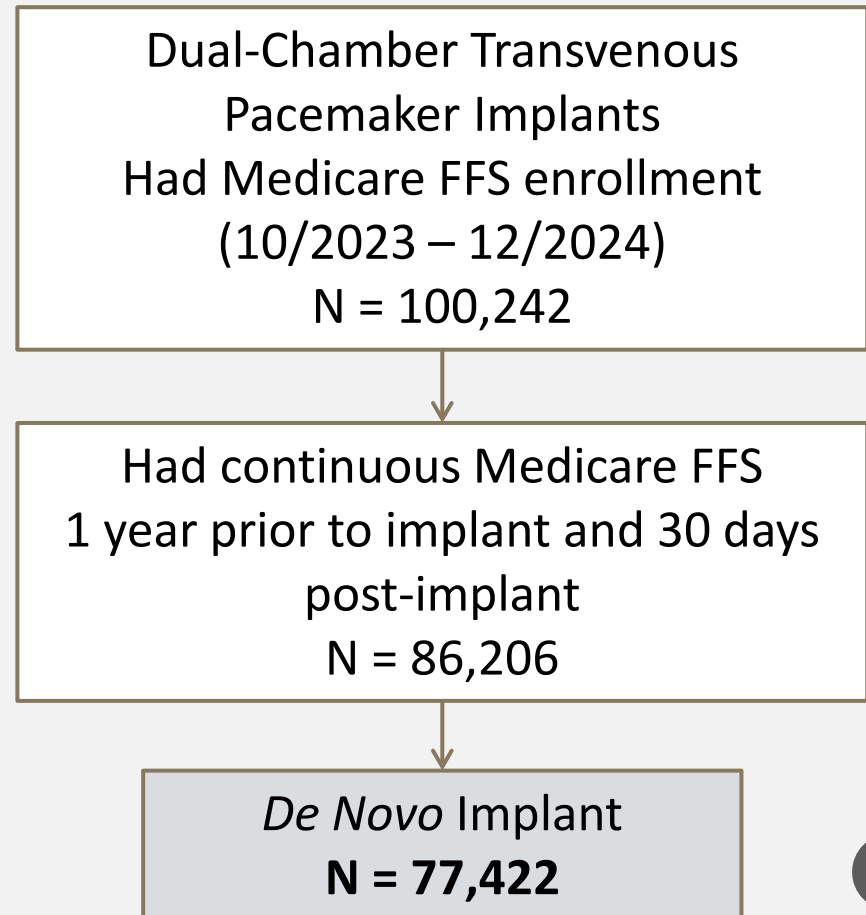 Dual-Chamber Transvenous
Pacemaker Implants
Had Medicare FFS enrollment
(10/2023 – 12/2024)
N = 100,242
Had continuous Medicare FFS
1 year prior to implant and 30 days
post-implant
N = 86,206
De Novo Implant
N = 77,422